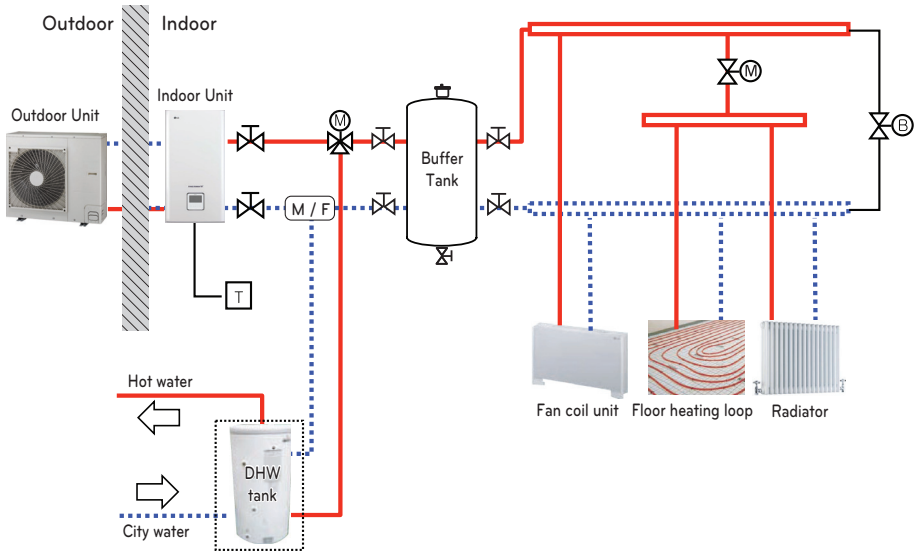 Outdoor
Indoor
Outdoor Unit
Indoor Unit
M
M
B
Buffer
Tank
M / F
T
Hot water
DHW
tank
City water
Fan coil unit
Floor heating loop
Radiator